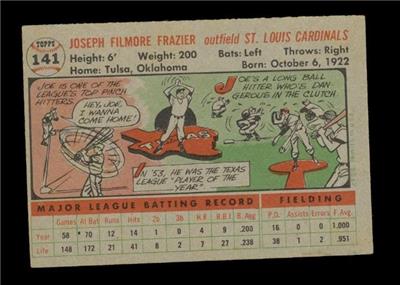 TOPPS
141
JOSEPH FILMORE FRAZIER outfield ST. LOUIS CARDINALS
Height: 6' Weight: 200 Bats: Left Throws: Right
Home: Tulsa, Oklahoma Born: October 6, 1922
JOE IS ONE OF THE LEAGUE'S TOP PINCH HITTERS.
HEY, JOE, I WANNA COME HOME!
IN '53, HE WAS THE TEXAS LEAGUE "PLAYER OF THE YEAR"
JOE'S A LONG BALL HITTER WHO'S DANGEROUS IN THE CLUTCH
MAJOR LEAGUE BATTING RECORD FIELDING
Games At Bat Runs Hits 2b 3b H.R. R.B.I. B. Avg. P.O. Assists Errors F. Avg.
Year 58 70 12 14 1 4 9 .200 16 0 0 1.000
Life 148 172 21 41 7 .238 38 1 2 .951